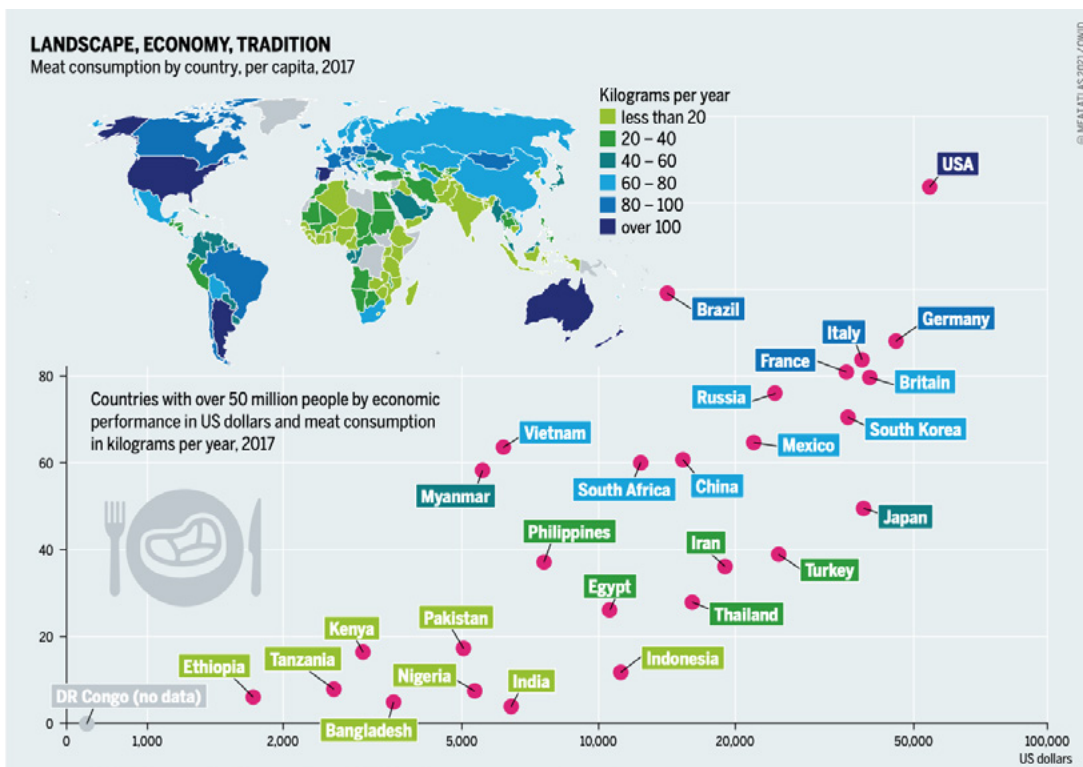 LANDSCAPE, ECONOMY, TRADITION
Meat consumption by country, per capita, 2017
© MEATATLAS 2021 / OWID
Kilograms per year
less than 20
20 – 40
40 – 60
60 – 80
80 – 100
over 100
USA
Brazil
Germany
Italy
France
Britain
Russia
80
Countries with over 50 million people by economic
performance in US dollars and meat consumption
in kilograms per year, 2017
South Korea
Vietnam
Mexico
60
Myanmar
South Africa
China
Japan
Philippines
40
Iran
Turkey
Egypt
Thailand
20
Kenya
Pakistan
Ethiopia
Tanzania
Indonesia
Nigeria
India
DR Congo (no data)
Bangladesh
0
0
1,000
2,000
5,000
10,000
20,000
50,000
100,000
US dollars